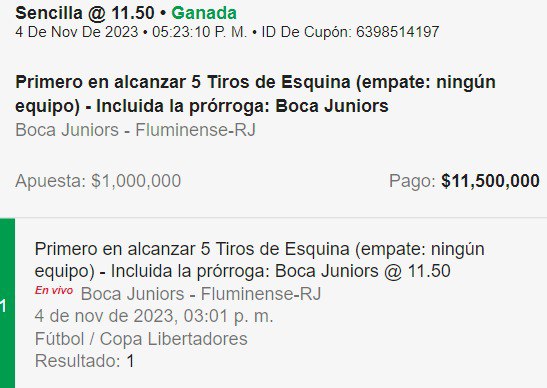 Sencilla @ 11.50 • Ganada
4 De Nov De 2023 • 05:23:10 P. M. • ID De Cupón: 6398514197
Primero en alcanzar 5 Tiros de Esquina (empate: ningún
equipo) - Incluida la prórroga: Boca Juniors
Boca Juniors - Fluminense-RJ
Apuesta: $1,000,000 Pago: $11,500,000
Primero en alcanzar 5 Tiros de Esquina (empate: ningún
equipo) - Incluida la prórroga: Boca Juniors @ 11.50
1 En vivo Boca Juniors - Fluminense-RJ
4 de nov de 2023, 03:01 p. m.
Fútbol / Copa Libertadores
Resultado: 1